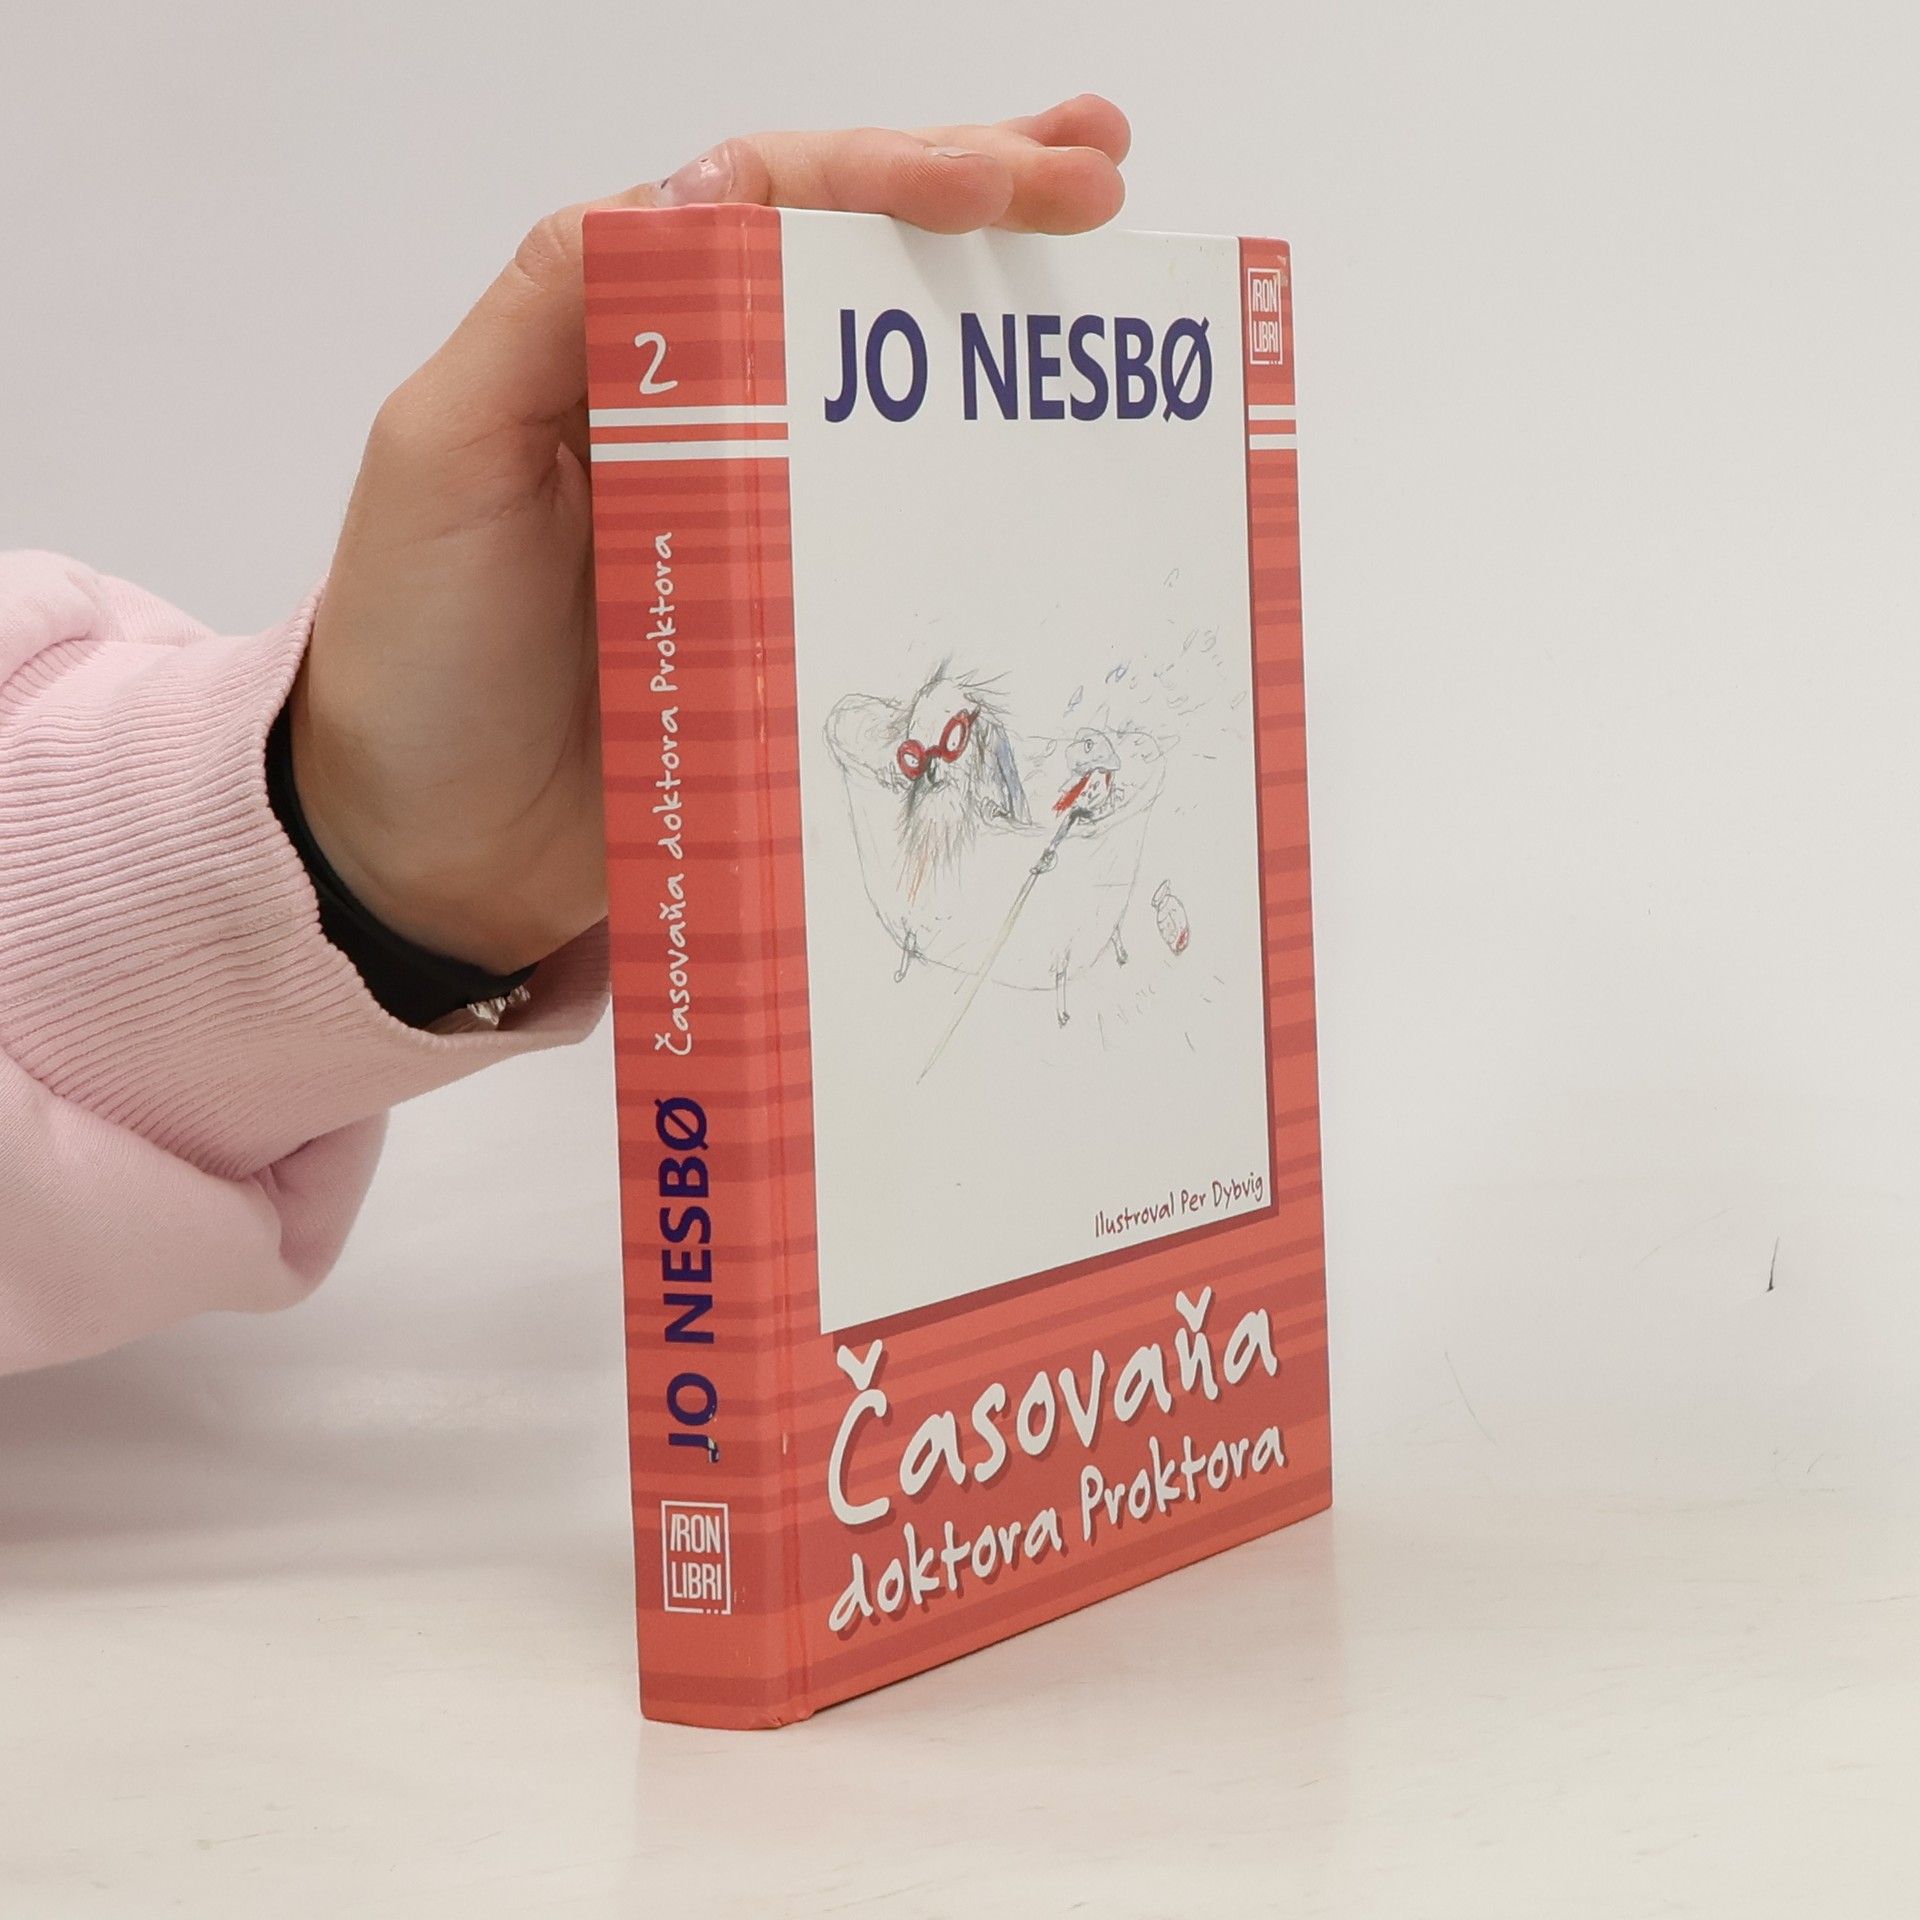 2
Časovaňa doktora Proktora
JO NESBØ
IRON
LIBRI
JO NESBØ
IRON
LIBRI
Ilustroval Per Dybvig
Časovaňa
doktora Proktora